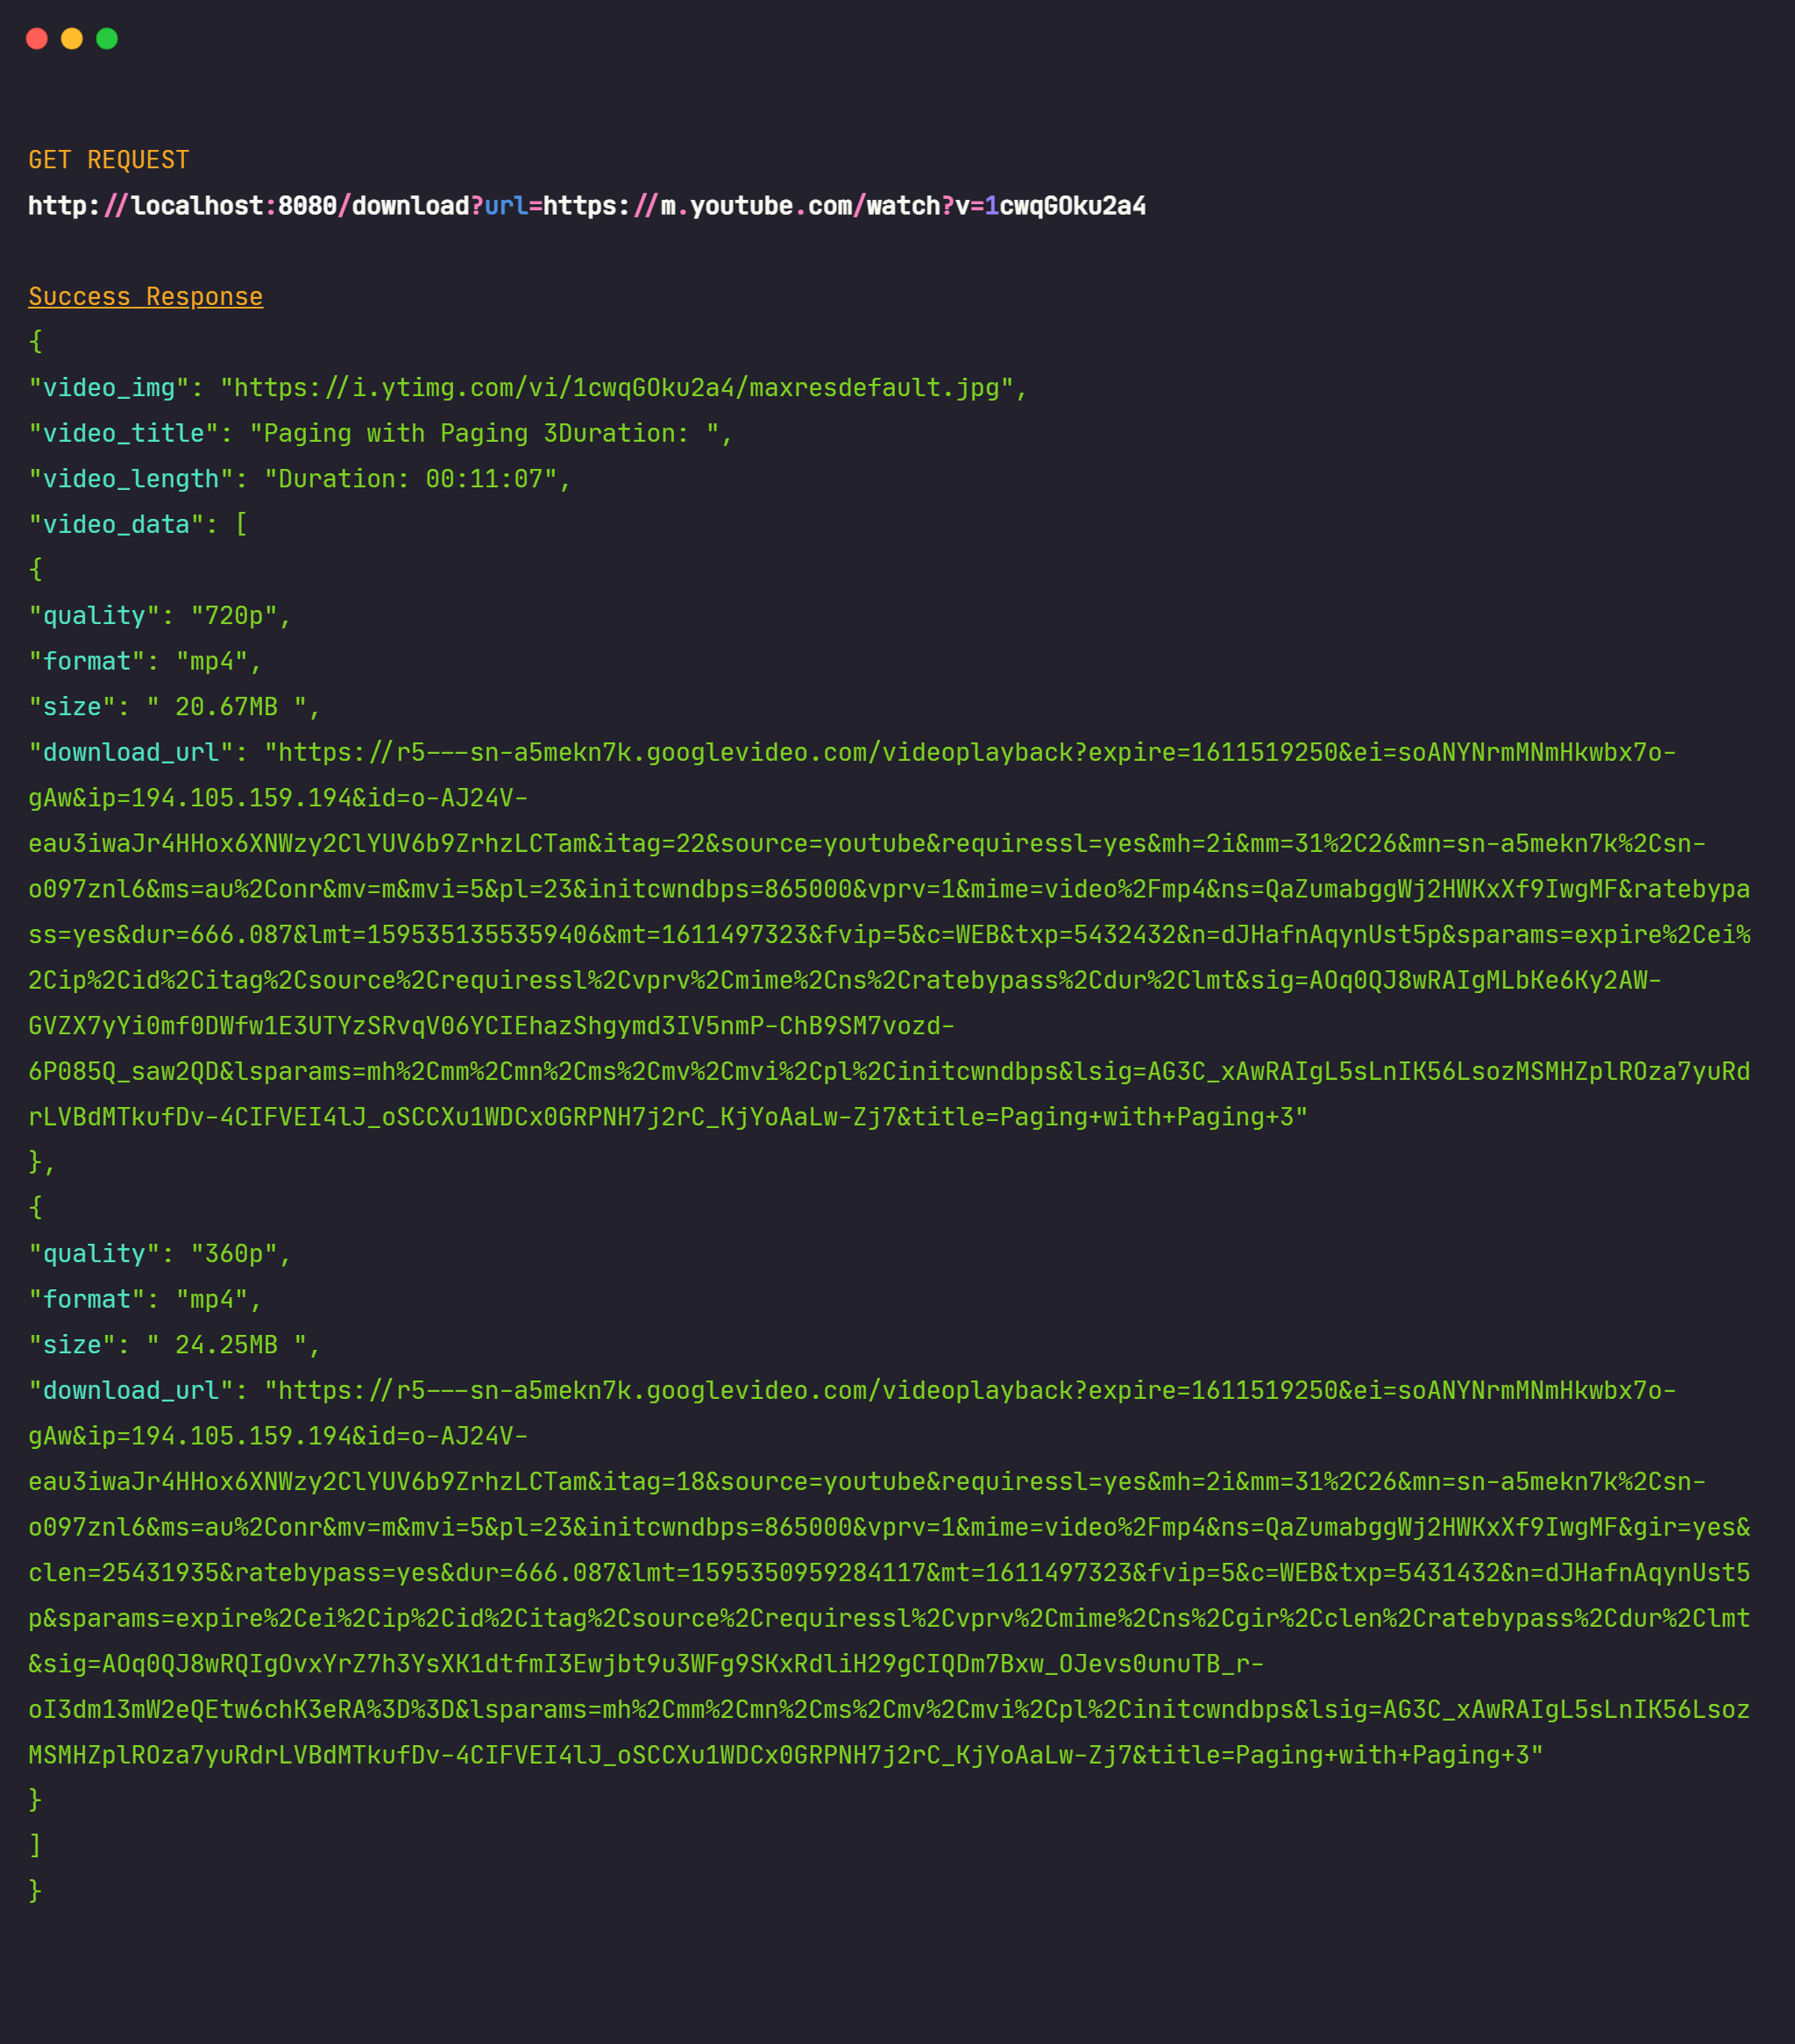 GET REQUEST
http://localhost:8080/download?url=https://m.youtube.com/watch?v=1cwqGOku2a4
Success Response
{
"video_img": "https://i.ytimg.com/vi/1cwqGOku2a4/maxresdefault.jpg",
"video_title": "Paging with Paging 3Duration: ",
"video_length": "Duration: 00:11:07",
"video_data": [
{
"quality": "720p",
"format": "mp4",
"size": " 20.67MB ",
"download_url": "https://r5---sn-a5mekn7k.googlevideo.com/videoplayback?expire=1611519250&ei=soANYNrmMNmHkwbx7o-
gAw&ip=194.105.159.194&id=o-AJ24V-
eau3iwaJr4HHox6XNWzy2ClYUV6b9ZrhzLCTam&itag=22&source=youtube&requiressl=yes&mh=2i&mm=31%2C26&mn=sn-a5mekn7k%2Csn-
o097znl6&ms=au%2Conr&mv=m&mvi=5&pl=23&initcwndbps=865000&vprv=1&mime=video%2Fmp4&ns=QaZumabggWj2HWKxXf9IwgMF&ratebypa
ss=yes&dur=666.087&lmt=1595351355359406&mt=1611497323&fvip=5&c=WEB&txp=5432432&n=dJHafnAqynUst5p&sparams=expire%2Cei%
2Cip%2Cid%2Citag%2Csource%2Crequiressl%2Cvprv%2Cmime%2Cns%2Cratebypass%2Cdur%2Clmt&sig=AOq0QJ8wRAIgMLbKe6Ky2AW-
GVZX7yYi0mf0DWfw1E3UTYzSRvqV06YCIEhazShgymd3IV5nmP-ChB9SM7vozd-
6P085Q_saw2QD&lsparams=mh%2Cmm%2Cmn%2Cms%2Cmv%2Cmvi%2Cpl%2Cinitcwndbps&lsig=AG3C_xAwRAIgL5sLnIK56LsozMSMHZplROza7yuRd
rLVBdMTkufDv-4CIFVEI4lJ_oSCCXu1WDCx0GRPNH7j2rC_KjYoAaLw-Zj7&title=Paging+with+Paging+3"
},
{
"quality": "360p",
"format": "mp4",
"size": " 24.25MB ",
"download_url": "https://r5---sn-a5mekn7k.googlevideo.com/videoplayback?expire=1611519250&ei=soANYNrmMNmHkwbx7o-
gAw&ip=194.105.159.194&id=o-AJ24V-
eau3iwaJr4HHox6XNWzy2ClYUV6b9ZrhzLCTam&itag=18&source=youtube&requiressl=yes&mh=2i&mm=31%2C26&mn=sn-a5mekn7k%2Csn-
o097znl6&ms=au%2Conr&mv=m&mvi=5&pl=23&initcwndbps=865000&vprv=1&mime=video%2Fmp4&ns=QaZumabggWj2HWKxXf9IwgMF&gir=yes&
clen=25431935&ratebypass=yes&dur=666.087&lmt=1595350959284117&mt=1611497323&fvip=5&c=WEB&txp=5431432&n=dJHafnAqynUst5
p&sparams=expire%2Cei%2Cip%2Cid%2Citag%2Csource%2Crequiressl%2Cvprv%2Cmime%2Cns%2Cgir%2Cclen%2Cratebypass%2Cdur%2Clmt
&sig=AOq0QJ8wRQIgOvxYrZ7h3YsXK1dtfmI3Ewjbt9u3WFg9SKxRdliH29gCIQDm7Bxw_OJevs0unuTB_r-
oI3dm13mW2eQEtw6chK3eRA%3D%3D&lsparams=mh%2Cmm%2Cmn%2Cms%2Cmv%2Cmvi%2Cpl%2Cinitcwndbps&lsig=AG3C_xAwRAIgL5sLnIK56Lsoz
MSMHZplROza7yuRdrLVBdMTkufDv-4CIFVEI4lJ_oSCCXu1WDCx0GRPNH7j2rC_KjYoAaLw-Zj7&title=Paging+with+Paging+3"
}
]
}